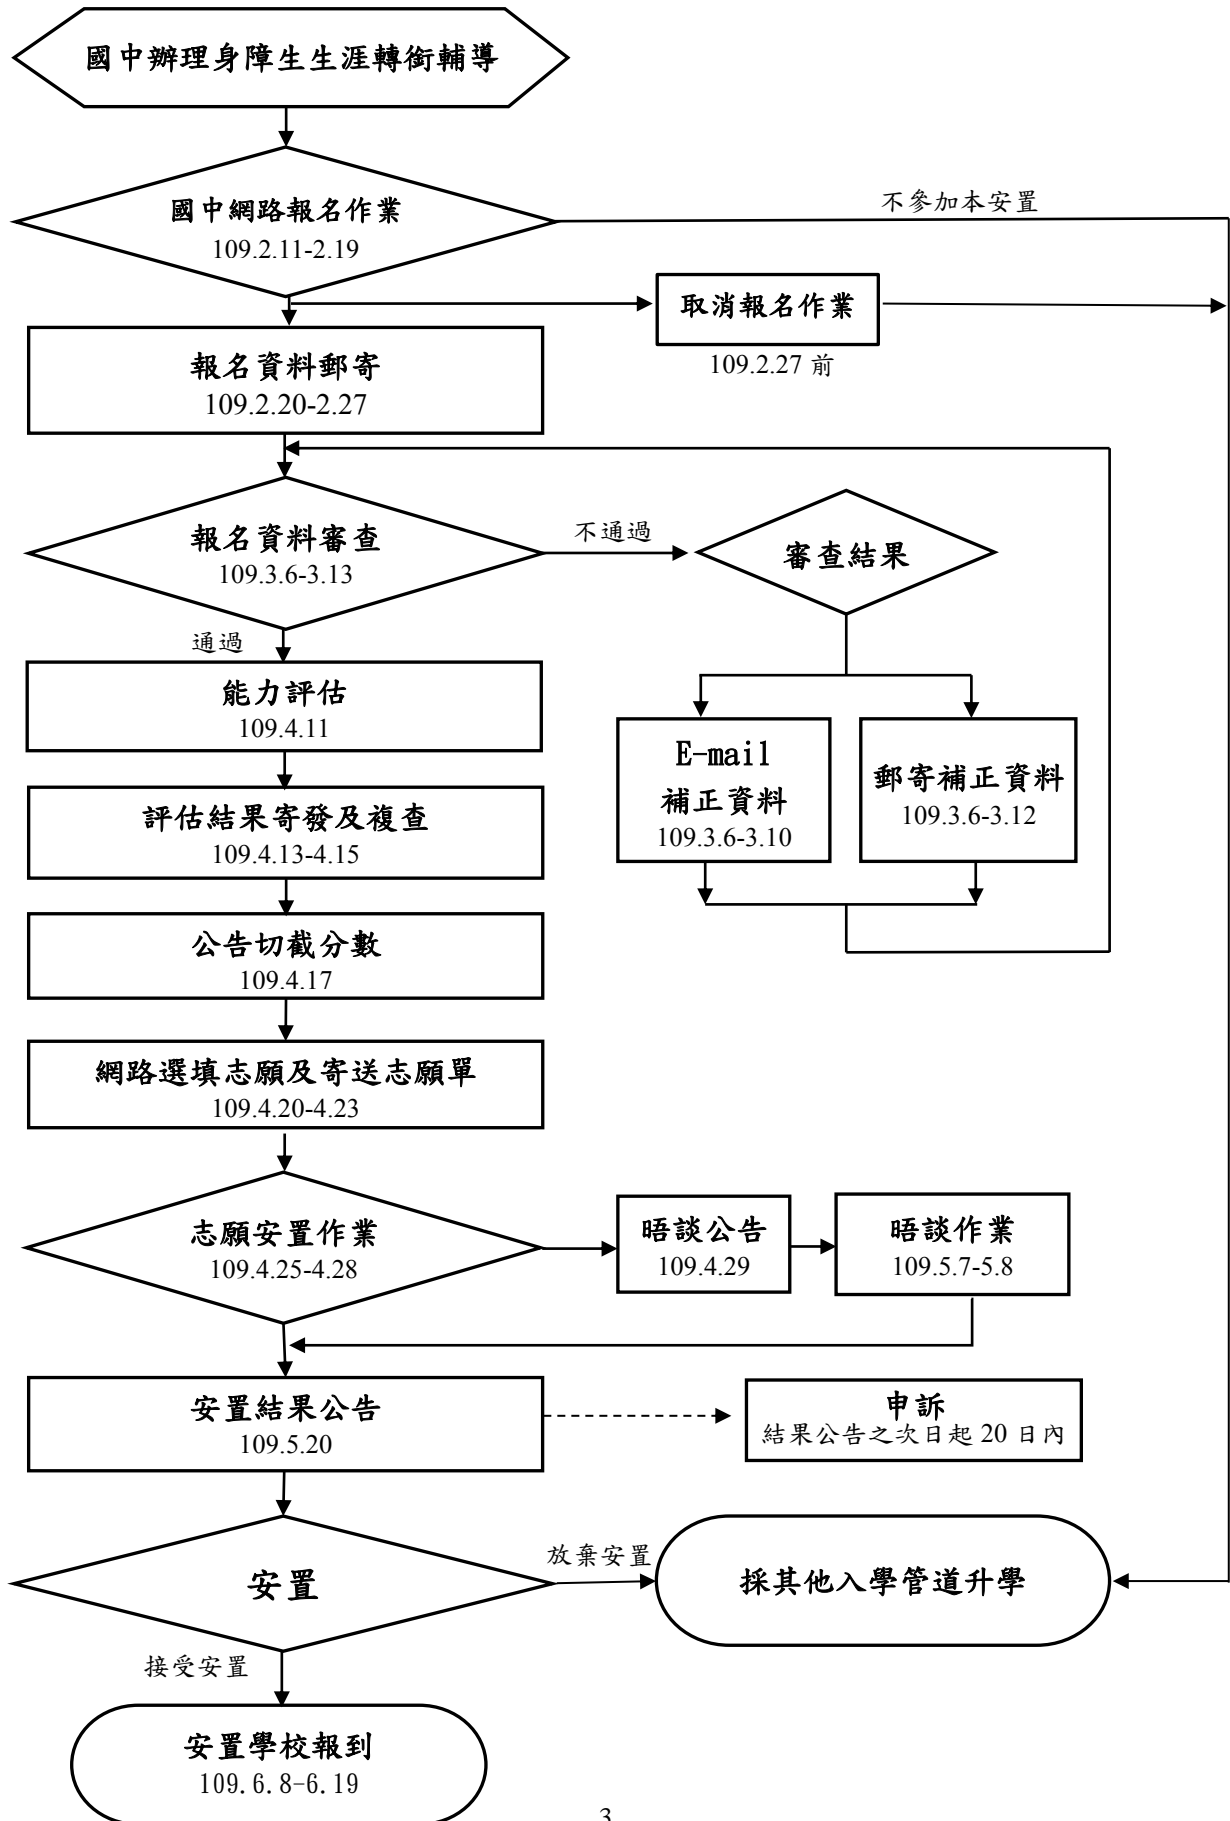 國中辦理身障生生涯轉銜輔導
國中網路報名作業
109.2.11-2.19
不參加本安置
取消報名作業
109.2.27 前
報名資料郵寄
109.2.20-2.27
報名資料審查
109.3.6-3.13
不通過
審查結果
通過
能力評估
109.4.11
E-mail
補正資料
109.3.6-3.10
郵寄補正資料
109.3.6-3.12
評估結果寄發及複查
109.4.13-4.15
公告切截分數
109.4.17
網路選填志願及寄送志願單
109.4.20-4.23
志願安置作業
109.4.25-4.28
晤談公告
109.4.29
晤談作業
109.5.7-5.8
安置結果公告
109.5.20
申訴
結果公告之次日起 20 日內
安置
放棄安置
採其他入學管道升學
接受安置
安置學校報到
109.6.8-6.19
3